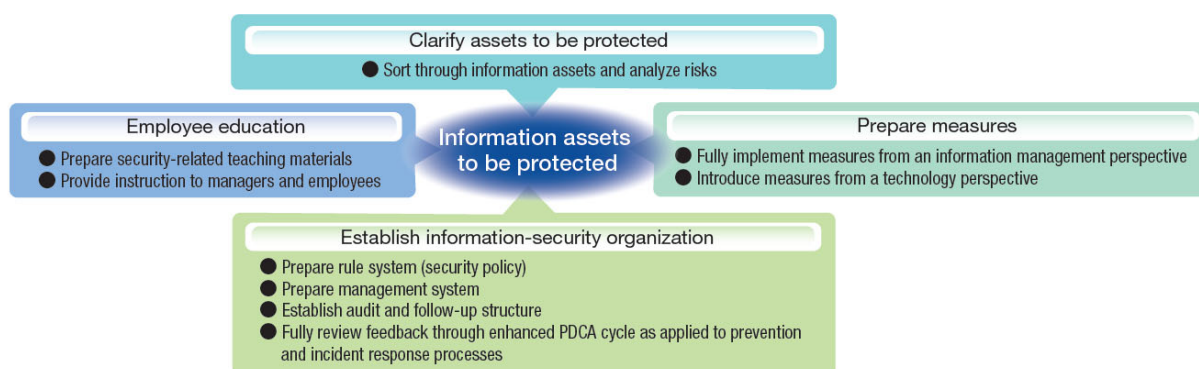 Clarify assets to be protected
● Sort through information assets and analyze risks
Employee education
● Prepare security-related teaching materials
● Provide instruction to managers and employees
Information assets
to be protected
Prepare measures
● Fully implement measures from an information management perspective
● Introduce measures from a technology perspective
Establish information-security organization
● Prepare rule system (security policy)
● Prepare management system
● Establish audit and follow-up structure
● Fully review feedback through enhanced PDCA cycle as applied to prevention
and incident response processes